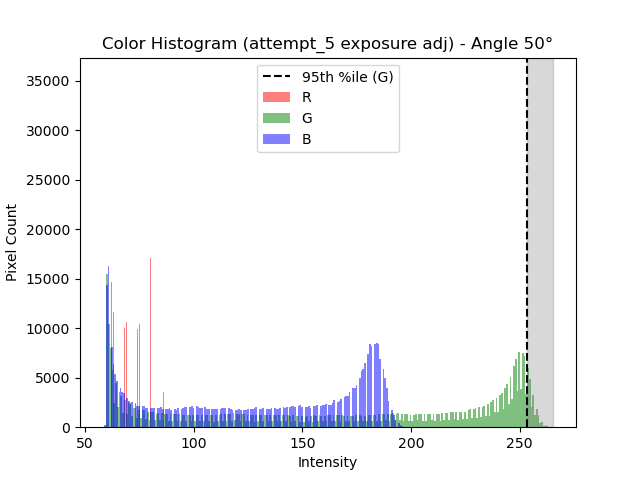 Color Histogram (attempt_5 exposure adj) - Angle 50°
95th %ile (G)
R
G
B
35000
30000
25000
20000
15000
10000
5000
0
Pixel Count
50
100
150
200
250
Intensity